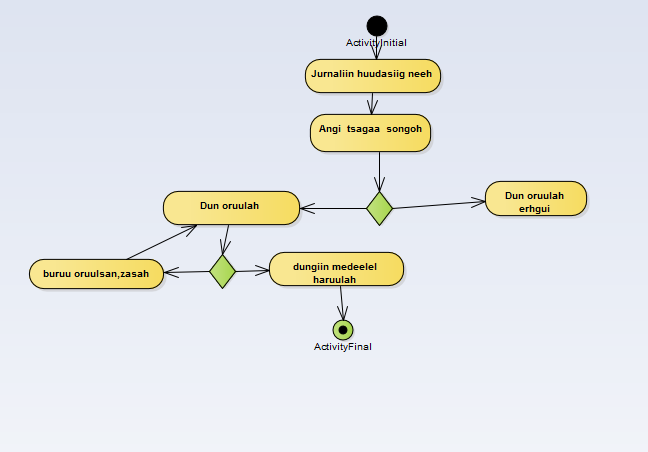 ActivityInitial
Jurnaliin huudasiig neeh
Angi tsagaa songoh
Dun oruulah
Dun oruulah
erhgui
buruu oruulsan,zasah
dungiin medeelel
haruulah
ActivityFinal